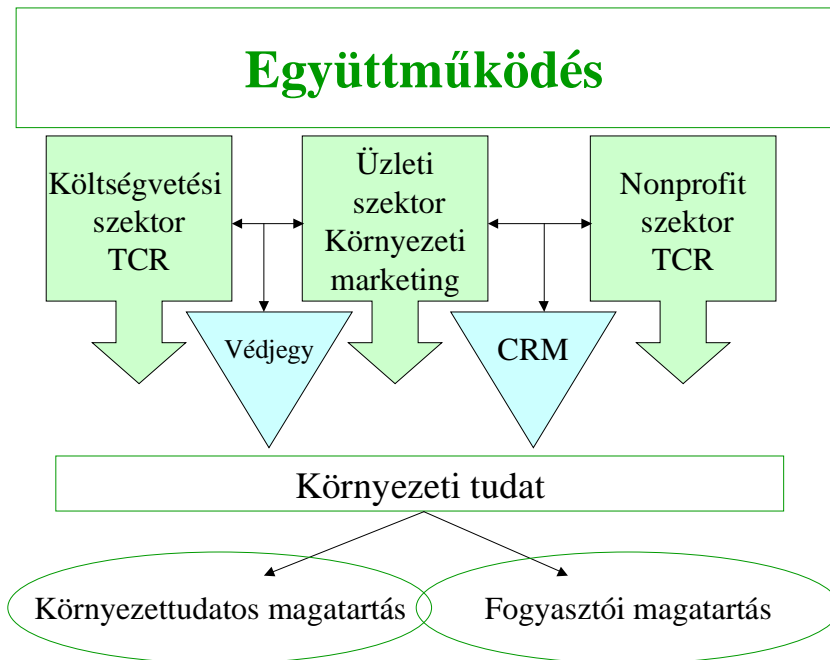 Együttműködés
Költségvetési
szektor
TCR
Üzleti
szektor
Környezeti
marketing
Nonprofit
szektor
TCR
Védjegy
CRM
Környezeti tudat
Környezettudatos magatartás
Fogyasztói magatartás